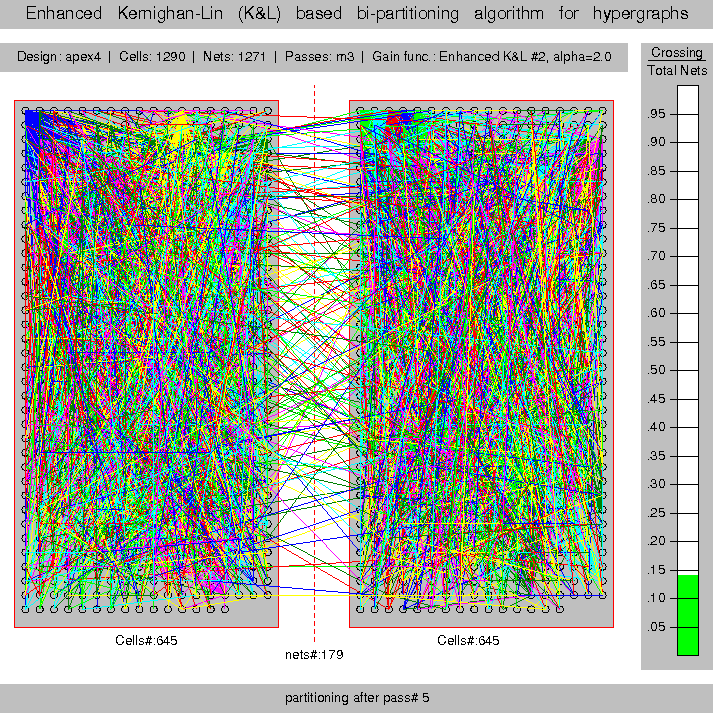 Enhanced Kernighan-Lin (K&L) based bi-partitioning algorithm for hypergraphs
Design: apex4 | Cells: 1290 | Nets: 1271 | Passes: m3 | Gain func.: Enhanced K&L #2, alpha=2.0
Crossing
Total Nets
.95
.90
.85
.80
.75
.70
.65
.60
.55
.50
.45
.40
.35
.30
.25
.20
.15
.10
.05
Cells#:645
Cells#:645
nets#:179
partitioning after pass# 5